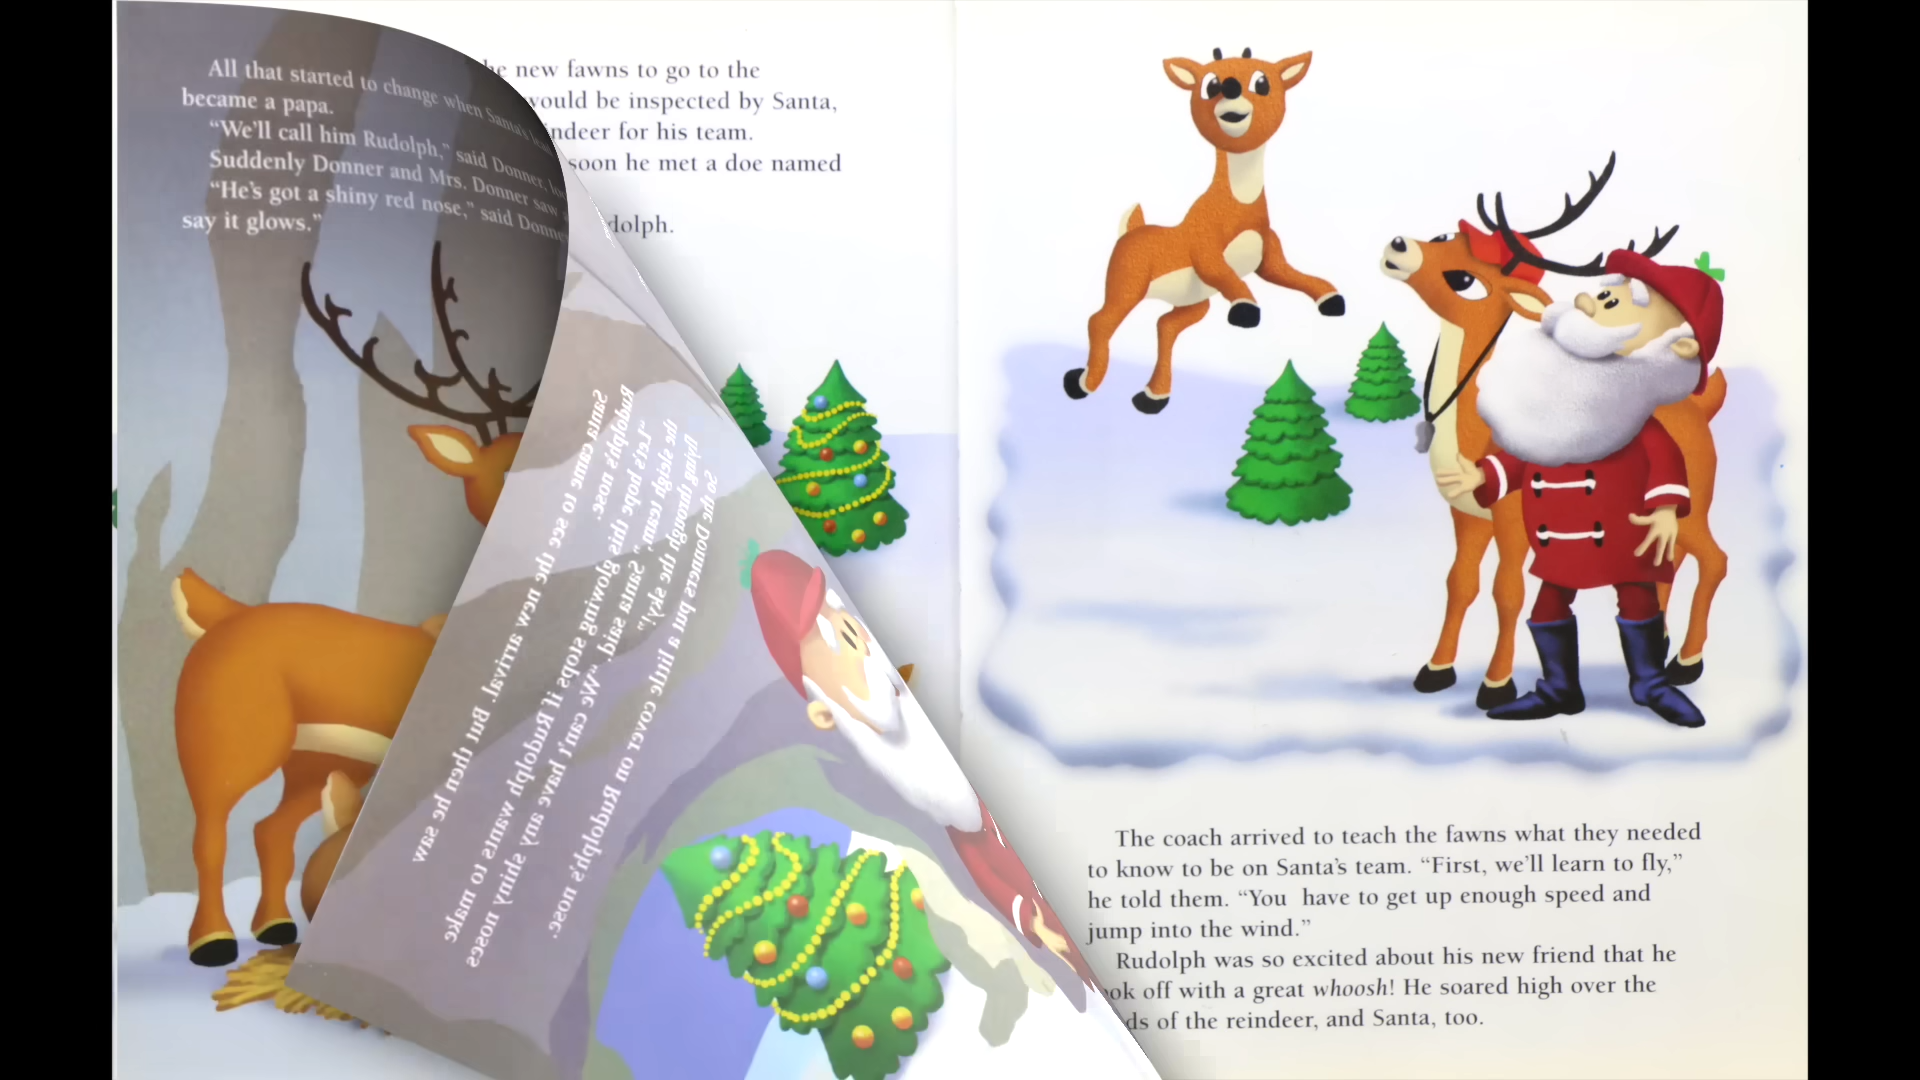 All that started to change when Santa's
became a papa.
"We'll call him Rudolph," said Donner,
Suddenly Donner and Mrs. Donner saw
"He's got a shiny red nose," said Donner
say it glows."
Santa came to see the new arrival. But then he saw
Rudolph's nose.
"Let's hope this glowing stops if Rudolph wants to make
the sleigh team," Santa said. "We can't have any shiny noses
flying through the sky!"
So the Donners put a little cover on Rudolph's nose.
new fawns to go to the
would be inspected by Santa,
for his team.
soon he met a doe named
The coach arrived to teach the fawns what they needed
to know to be on Santa's team. "First, we'll learn to fly,"
he told them. "You have to get up enough speed and
jump into the wind."
Rudolph was so excited about his new friend that he
off with a great whoosh! He soared high over the
of the reindeer, and Santa, too.